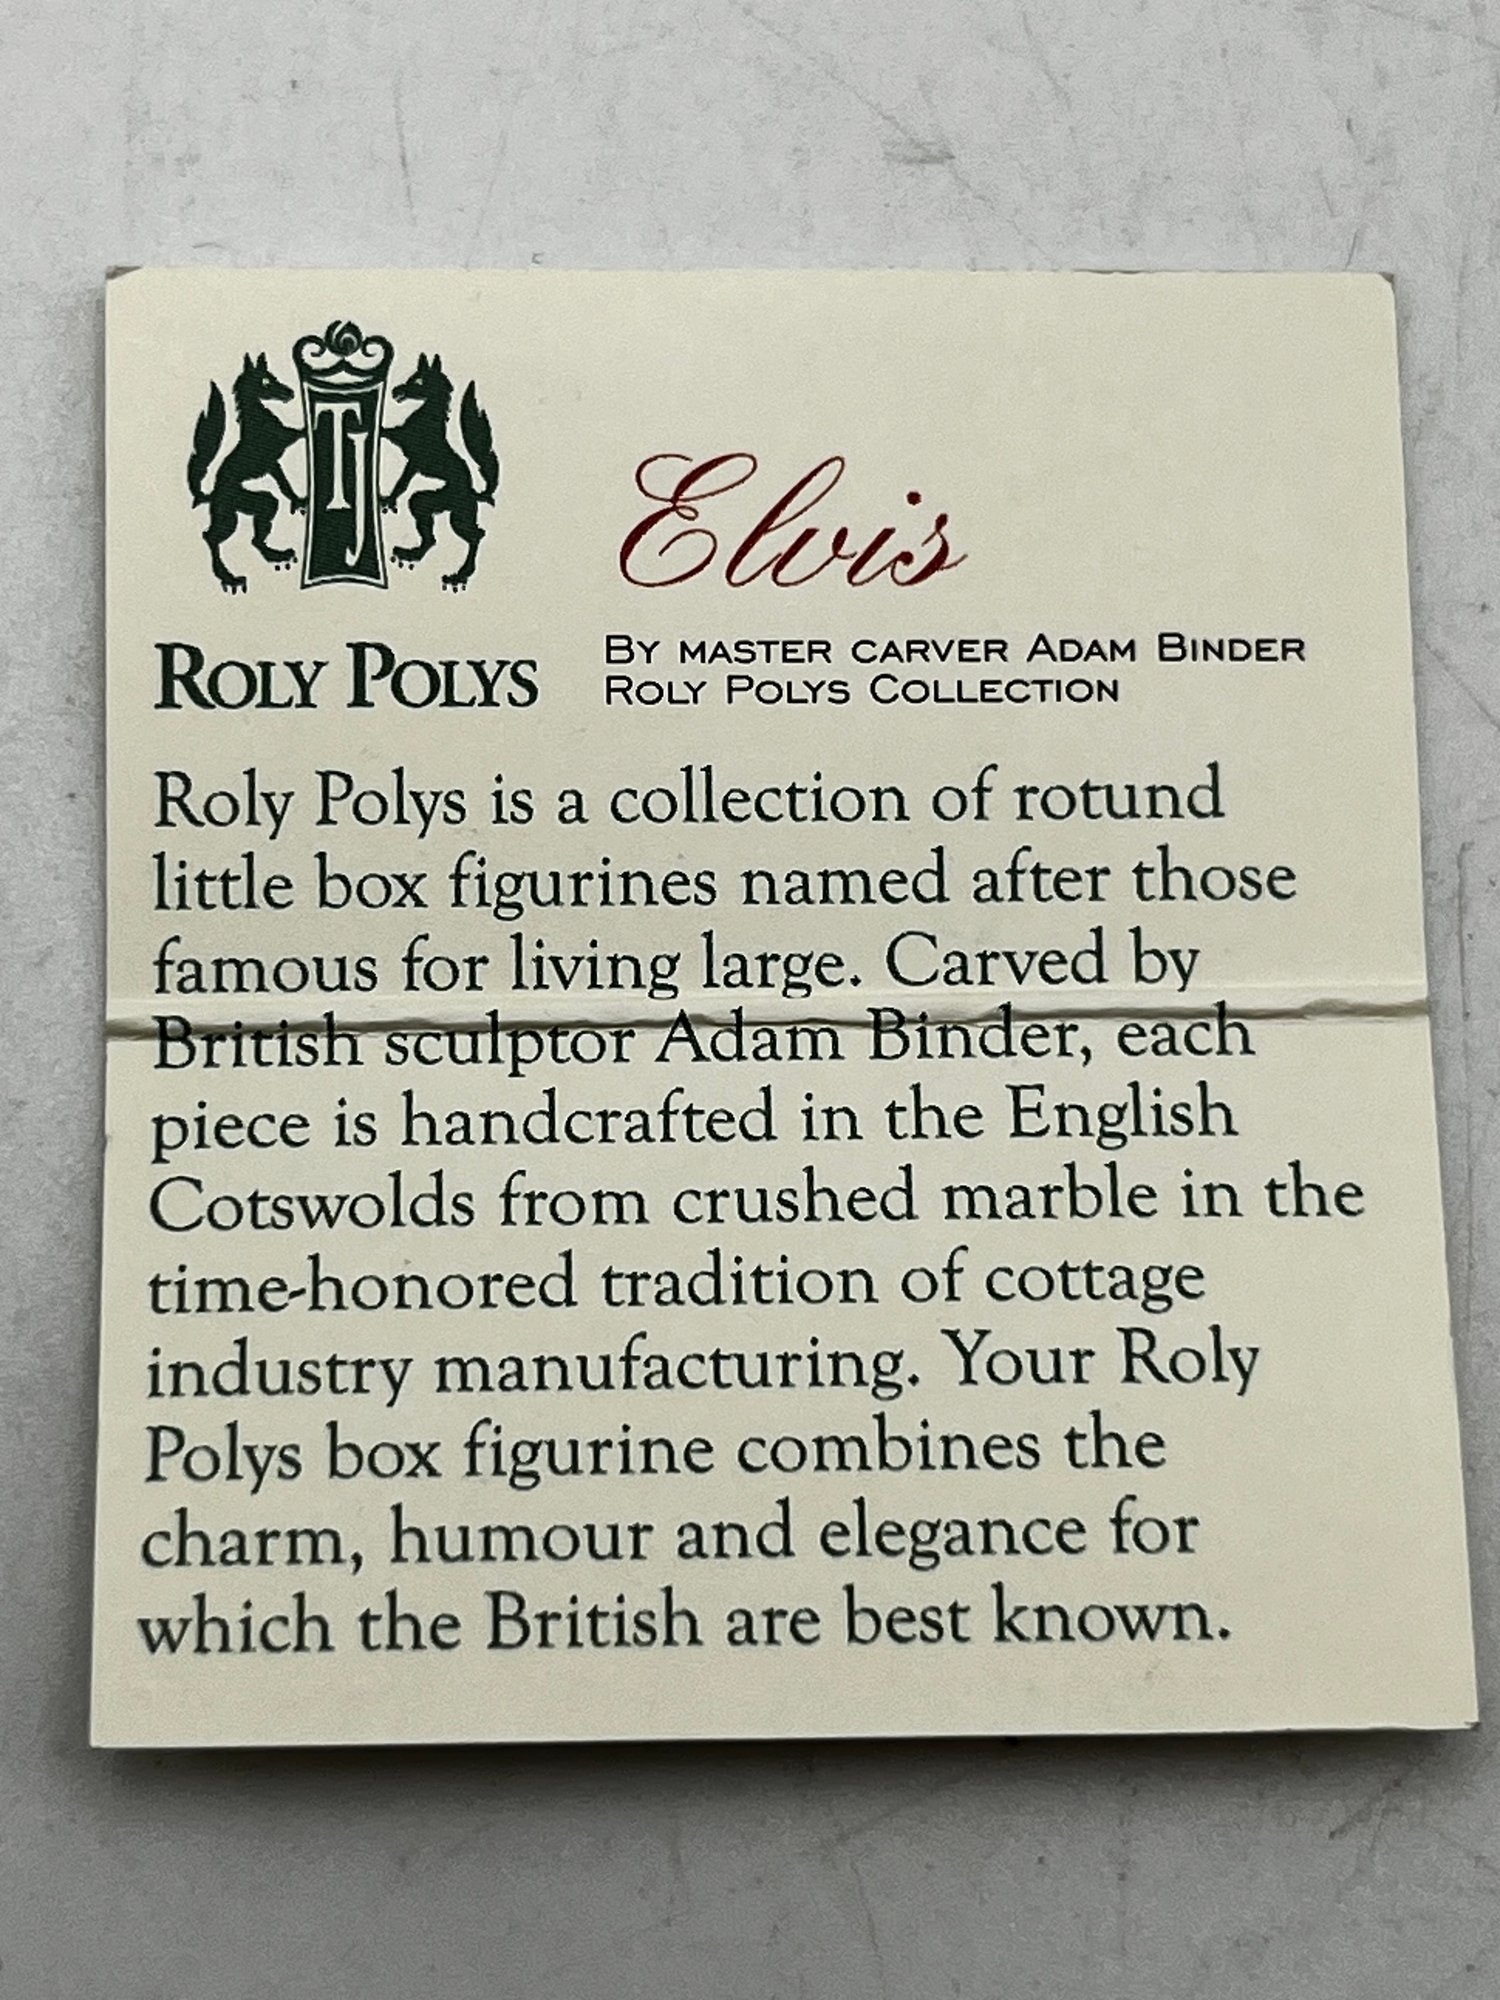 TJ
Elvis
ROLY POLYS
BY MASTER CARVER ADAM BINDER
ROLY POLYS COLLECTION
Roly Polys is a collection of rotund
little box figurines named after those
famous for living large. Carved by
British sculptor Adam Binder, each
piece is handcrafted in the English
Cotswolds from crushed marble in the
time-honored tradition of cottage
industry manufacturing. Your Roly
Polys box figurine combines the
charm, humour and elegance for
which the British are best known.